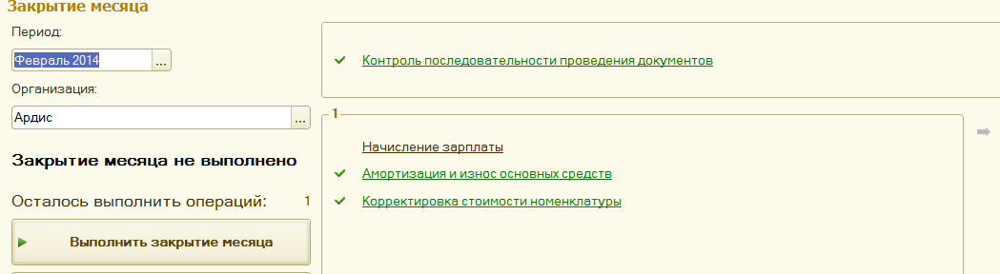 Закрытие месяца
Период:
Февраль 2014
...
Организация:
Ардис
...
Закрытие месяца не выполнено
Осталось выполнить операций: 1
Выполнить закрытие месяца
Контроль последовательности проведения документов
1
Начисление зарплаты
Амортизация и износ основных средств
Корректировка стоимости номенклатуры